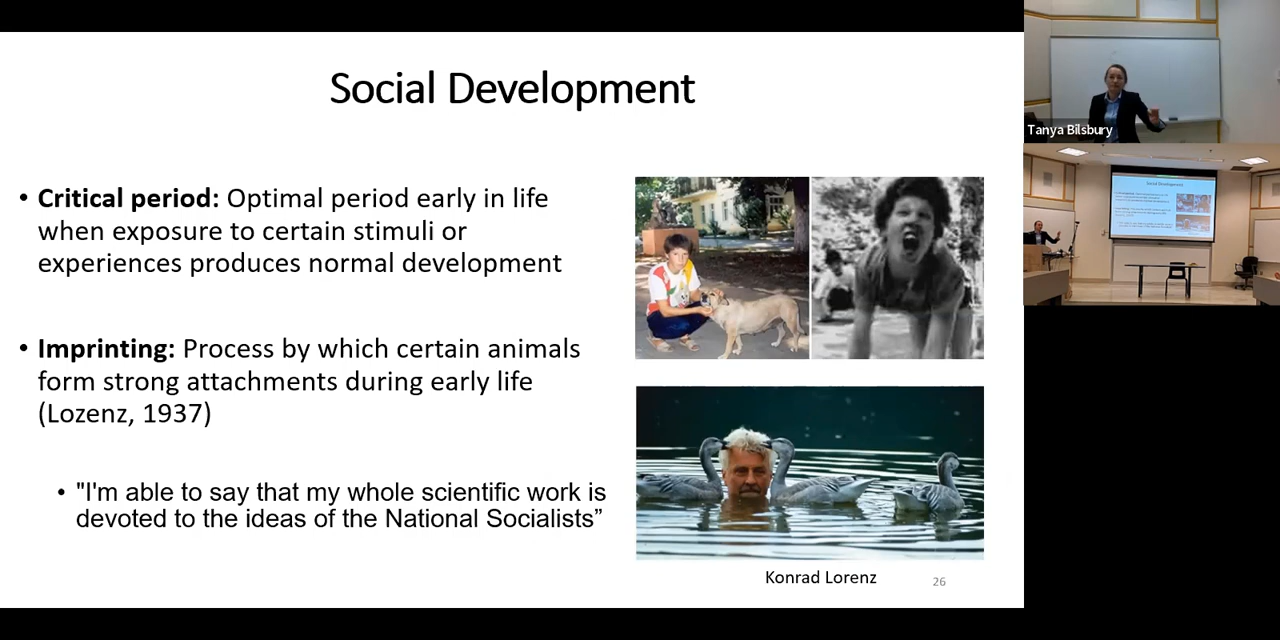 Social Development
• Critical period: Optimal period early in life
when exposure to certain stimuli or
experiences produces normal development
• Imprinting: Process by which certain animals
form strong attachments during early life
(Lozenz, 1937)
• "I'm able to say that my whole scientific work is
devoted to the ideas of the National Socialists”
Konrad Lorenz
26
Tanya Bilsbury
Social Development